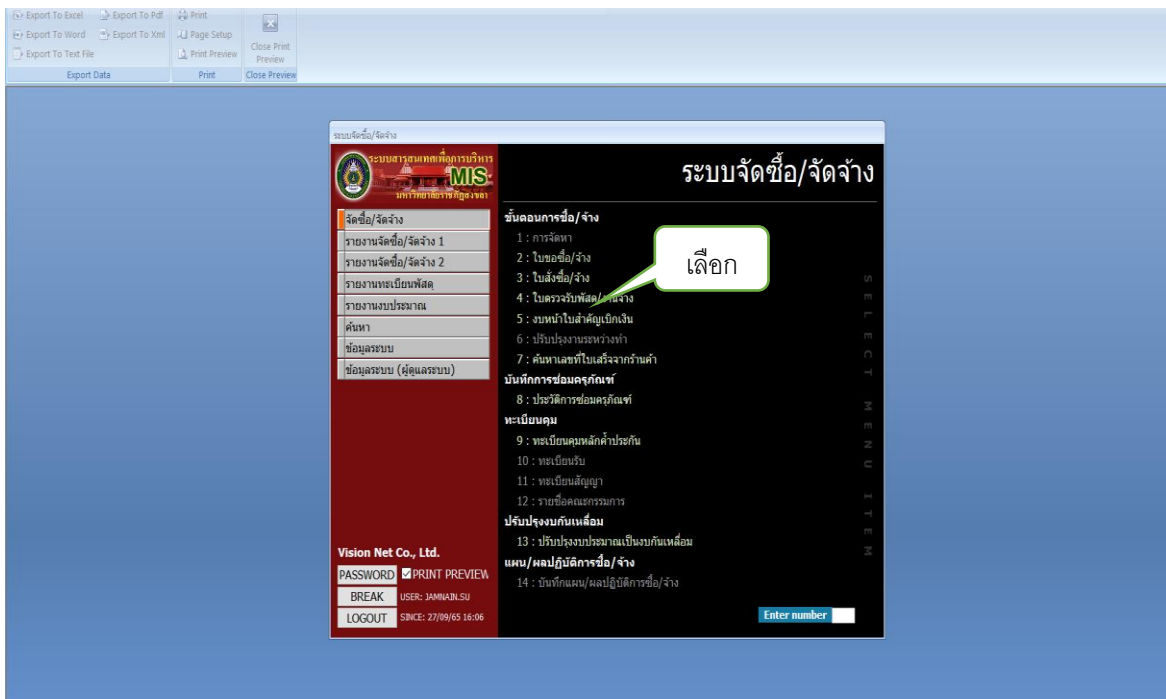 Export To Excel Export To Pdf Print
Export To Word Export To Xml Page Setup
Export To Text File Print Preview
Close Print
Preview
Export Data Print Close Preview
ระบบจัดซื้อ/จัดจ้าง
ระบบสารสนเทศเพื่อการบริหาร
MIS
มหาวิทยาลัยราชภัฏสงขลา
ระบบจัดซื้อ/จัดจ้าง
จัดซื้อ/จัดจ้าง
รายงานจัดซื้อ/จัดจ้าง 1
รายงานจัดซื้อ/จัดจ้าง 2
รายงานทะเบียนพัสดุ
รายงานงบประมาณ
ค้นหา
ข้อมูลระบบ
ข้อมูลระบบ (ผู้ดูแลระบบ)
Vision Net Co., Ltd.
PASSWORD PRINT PREVIEW
BREAK USER: JAMNAIN.SU
LOGOUT SINCE: 27/09/65 16:06
ขั้นตอนการซื้อ/จ้าง
1 : การจัดหา
2 : ใบขอซื้อ/จ้าง
3 : ใบสั่งซื้อ/จ้าง
4 : ใบตรวจรับพัสดุ/งานจ้าง
5 : งบหน้าใบสำคัญเบิกเงิน
6 : ปรับปรุงงานระหว่างทำ
7 : ค้นหาเลขที่ใบเสร็จจากร้านค้า
บันทึกการซ่อมครุภัณฑ์
8 : ประวัติการซ่อมครุภัณฑ์
ทะเบียนคุม
9 : ทะเบียนคุมหลักค้ำประกัน
10 : ทะเบียนรับ
11 : ทะเบียนสัญญา
12 : รายชื่อคณะกรรมการ
ปรับปรุงงบกันเหลื่อม
13 : ปรับปรุงงบประมาณเป็นงบกันเหลื่อม
แผน/ผลปฏิบัติการซื้อ/จ้าง
14 : บันทึกแผน/ผลปฏิบัติการซื้อ/จ้าง
เลือก
SELECT MENU ITEM
Enter number